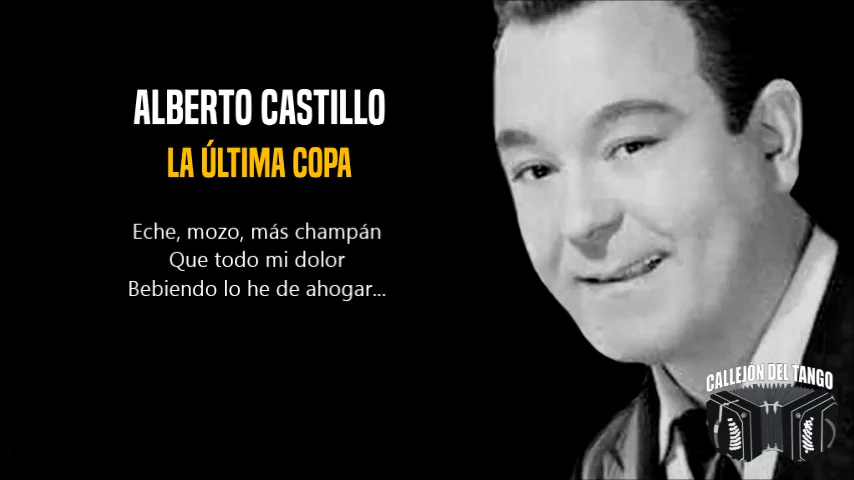 ALBERTO CASTILLO
LA ÚLTIMA COPA
Eche, mozo, más champán
Que todo mi dolor
Bebiendo lo he de ahogar...
CALLEJÓN DEL TANGO